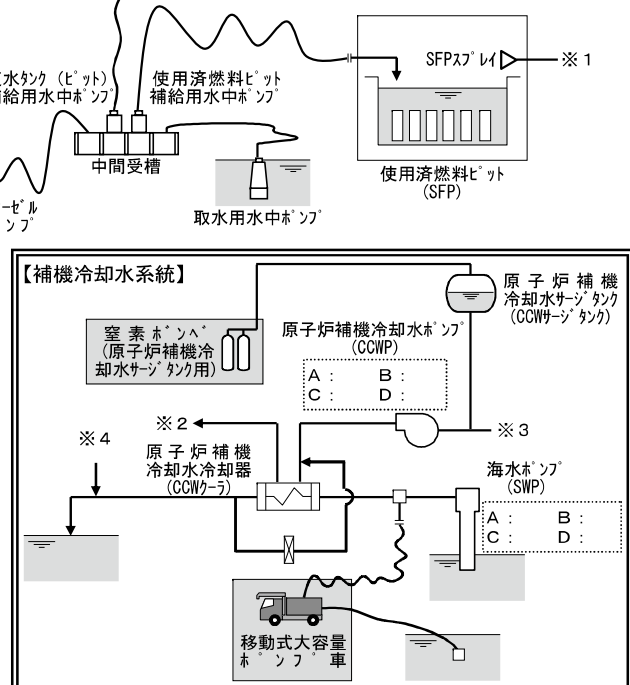 水タンク（ピット）
給用水中ポンプ
使用済燃料ピット
補給用水中ポンプ
中間受槽
ーゼル
ンプ
取水用水中ポンプ
SFPスプレイ
※１
使用済燃料ピット
(SFP)
【補機冷却水系統】
窒素ボンベ
(原子炉補機冷
却水サージタンク用)
原子炉補機冷却水ポンプ
(CCWP)
A： B：
C： D：
原子炉補機
冷却水サージタンク
(CCWサージタンク)
※２
※３
※４
原子炉補機
冷却水冷却器
(CCWクーラ)
海水ポンプ
(SWP)
A： B：
C： D：
移動式大容量
ポンプ車